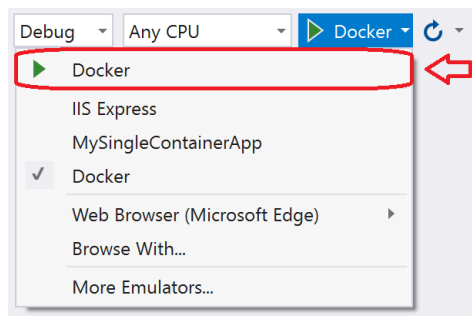 Debug Any CPU Docker
Docker
IIS Express
MySingleContainerApp
Docker
Web Browser (Microsoft Edge)
Browse With...
More Emulators...